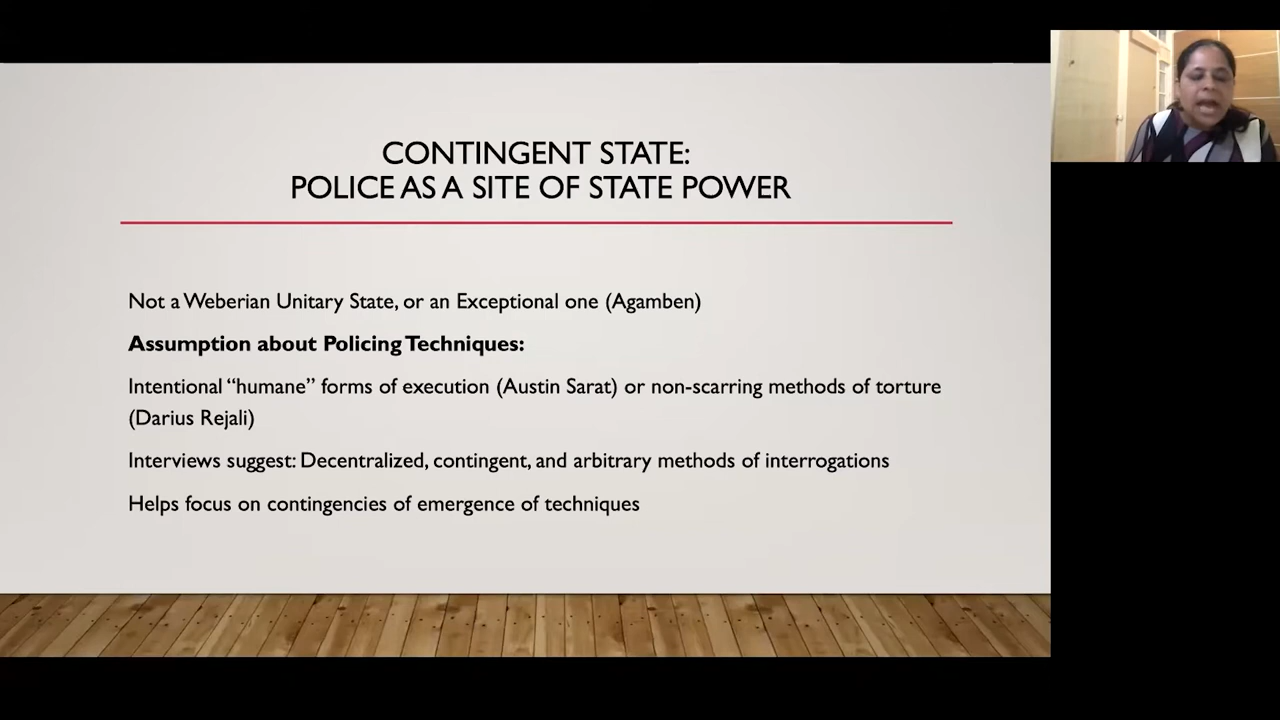 CONTINGENT STATE:
POLICE AS A SITE OF STATE POWER
Not a Weberian Unitary State, or an Exceptional one (Agamben)
Assumption about Policing Techniques:
Intentional “humane” forms of execution (Austin Sarat) or non-scarring methods of torture
(Darius Rejali)
Interviews suggest: Decentralized, contingent, and arbitrary methods of interrogations
Helps focus on contingencies of emergence of techniques